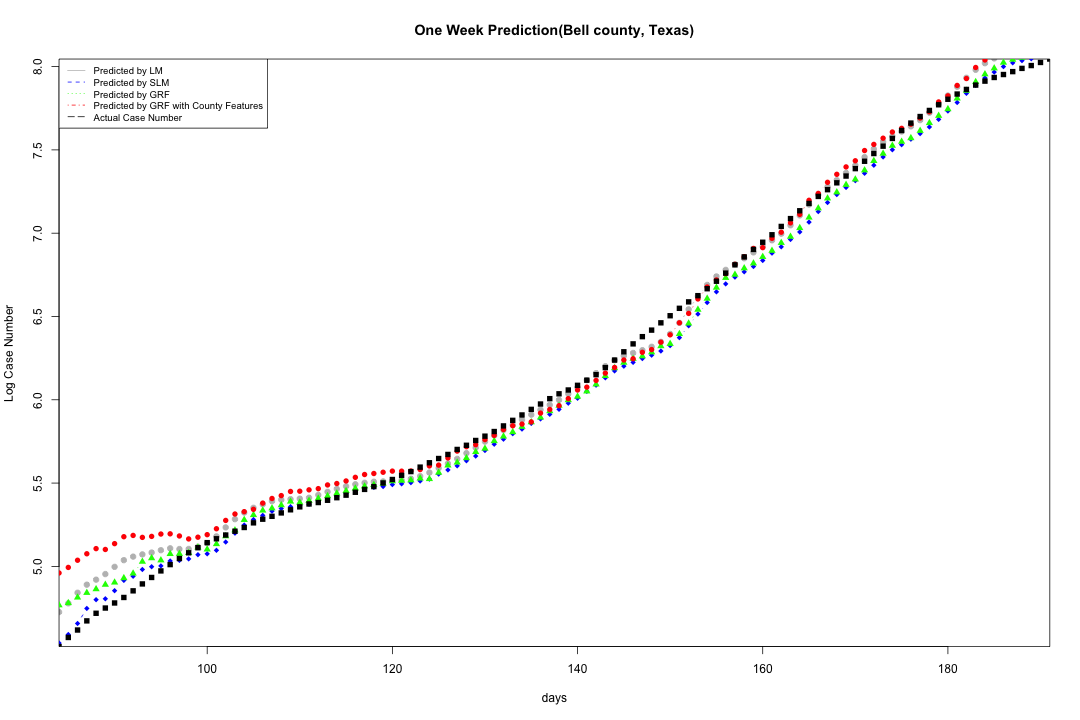 One Week Prediction(Bell county, Texas)
Predicted by LM
Predicted by SLM
Predicted by GRF
Predicted by GRF with County Features
Actual Case Number
8.0
7.5
7.0
6.5
6.0
5.5
5.0
Log Case Number
100 120 140 160 180
days